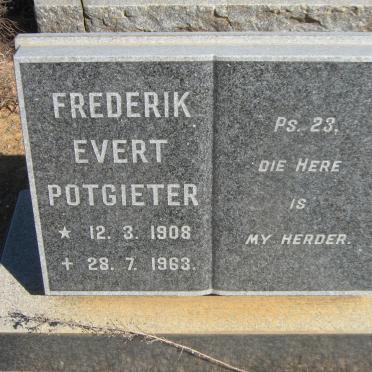 FREDERIK
EVERT
POTGIETER
* 12. 3. 1908
+ 28. 7. 1963.
PS. 23.
DIE HERE
IS
MY HERDER.